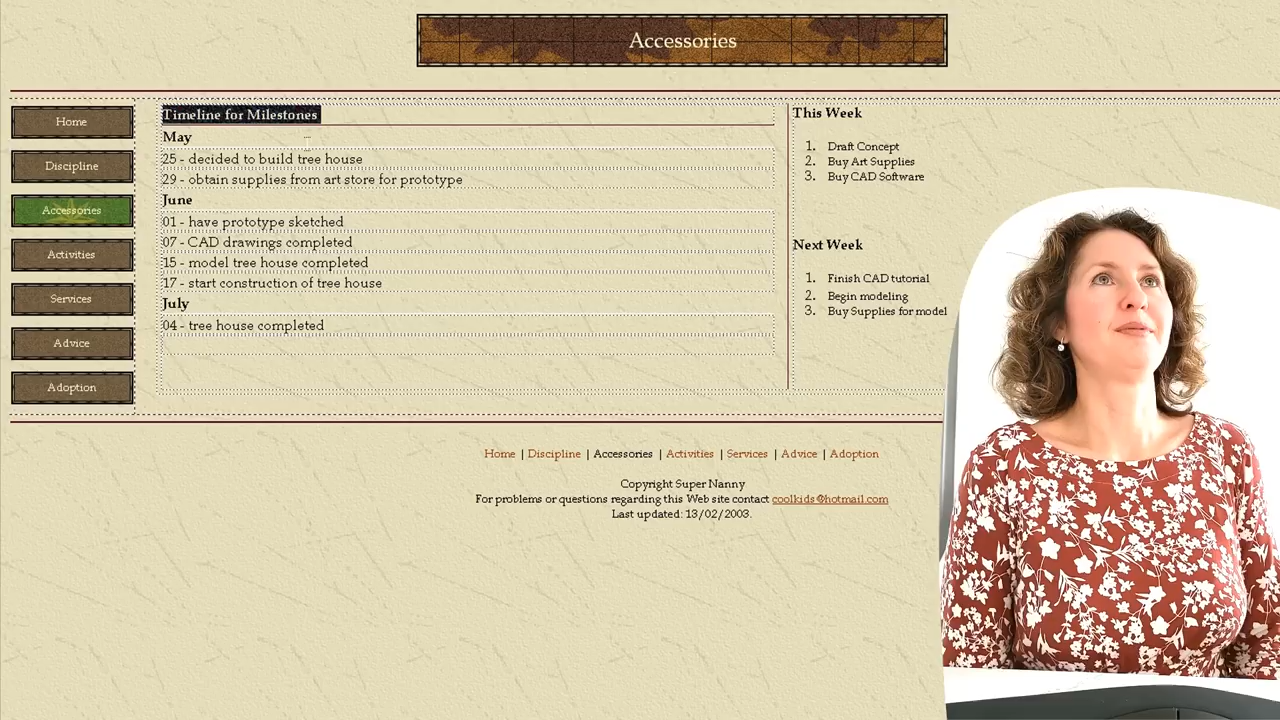 Accessories
Home
Discipline
Accessories
Activities
Services
Advice
Adoption
Timeline for Milestones
May
25 - decided to build tree house
29 - obtain supplies from art store for prototype
June
01 - have prototype sketched
07 - CAD drawings completed
15 - model tree house completed
17 - start construction of tree house
July
04 - tree house completed
This Week
1. Draft Concept
2. Buy Art Supplies
3. Buy CAD Software
Next Week
1. Finish CAD tutorial
2. Begin modeling
3. Buy Supplies for model
Home | Discipline | Accessories | Activities | Services | Advice | Adoption
Copyright Super Nanny
For problems or questions regarding this Web site contact coolkids@hotmail.com
Last updated: 13/02/2003.